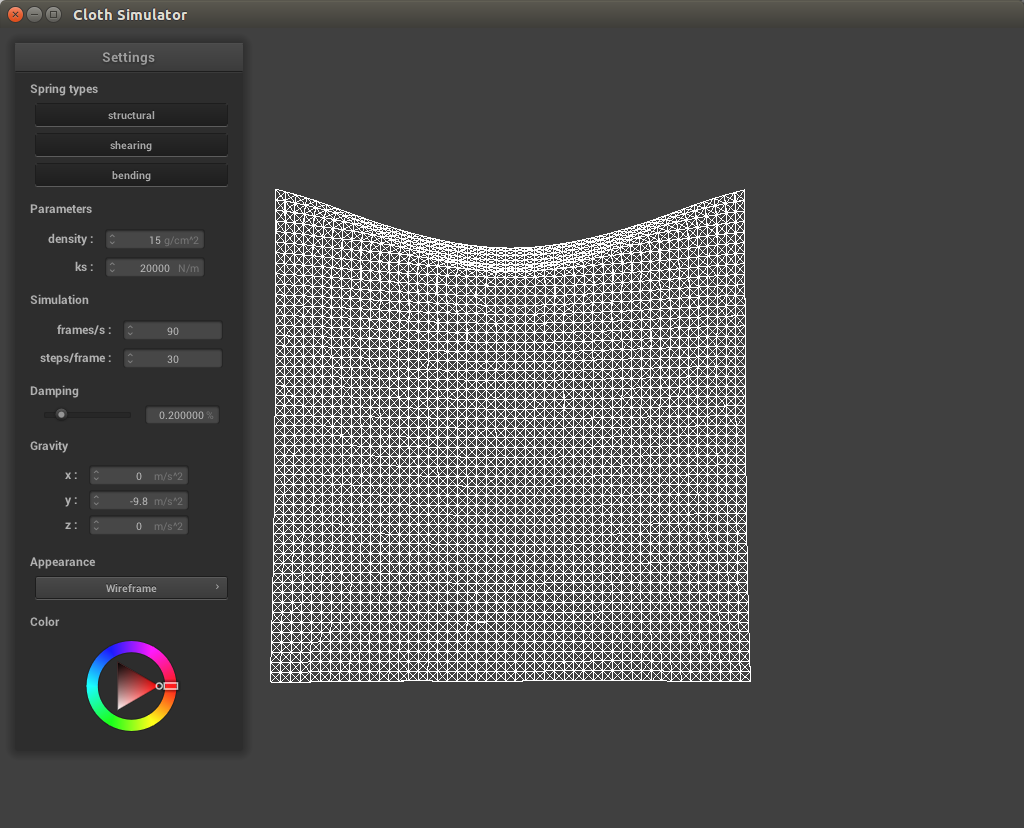 Cloth Simulator
Settings
Spring types
structural
shearing
bending
Parameters
density : 15 g/cm^2
ks : 20000 N/m
Simulation
frames/s : 90
steps/frame : 30
Damping
0.200000 %
Gravity
x : 0 m/s^2
y : -9.8 m/s^2
z : 0 m/s^2
Appearance
Wireframe
Color